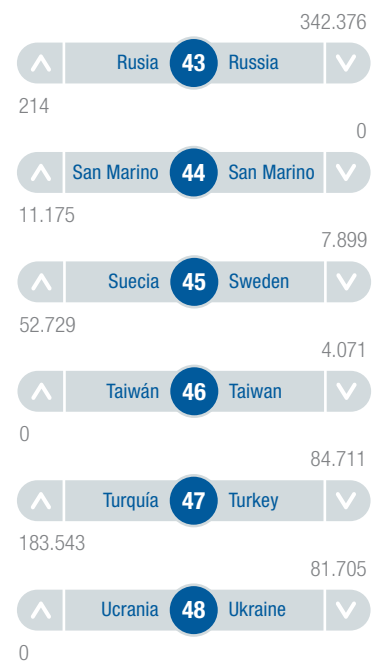 342.376
Rusia 43 Russia
214
0
San Marino 44 San Marino
11.175
7.899
Suecia 45 Sweden
52.729
4.071
Taiwán 46 Taiwan
0
84.711
Turquía 47 Turkey
183.543
81.705
Ucrania 48 Ukraine
0